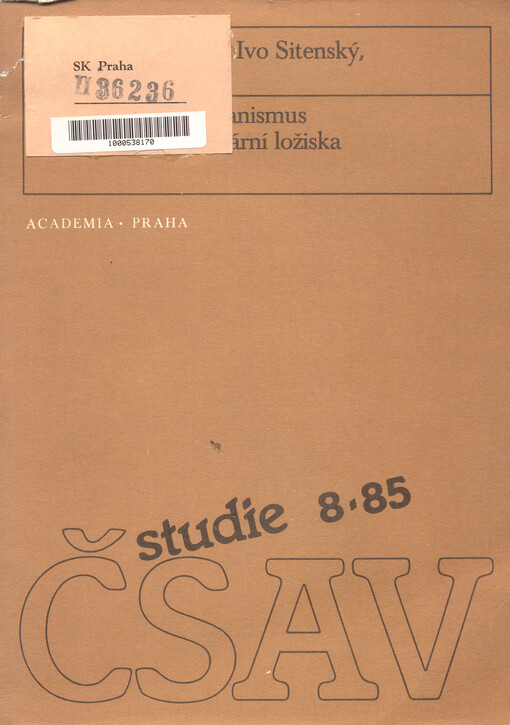 Ivo Sitenský,
SK Praha
36236
1000538170
anismus
ární ložiska
ACADEMIA • PRAHA
studie 8·85
ČSAV